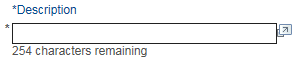 *Description
*
254 characters remaining